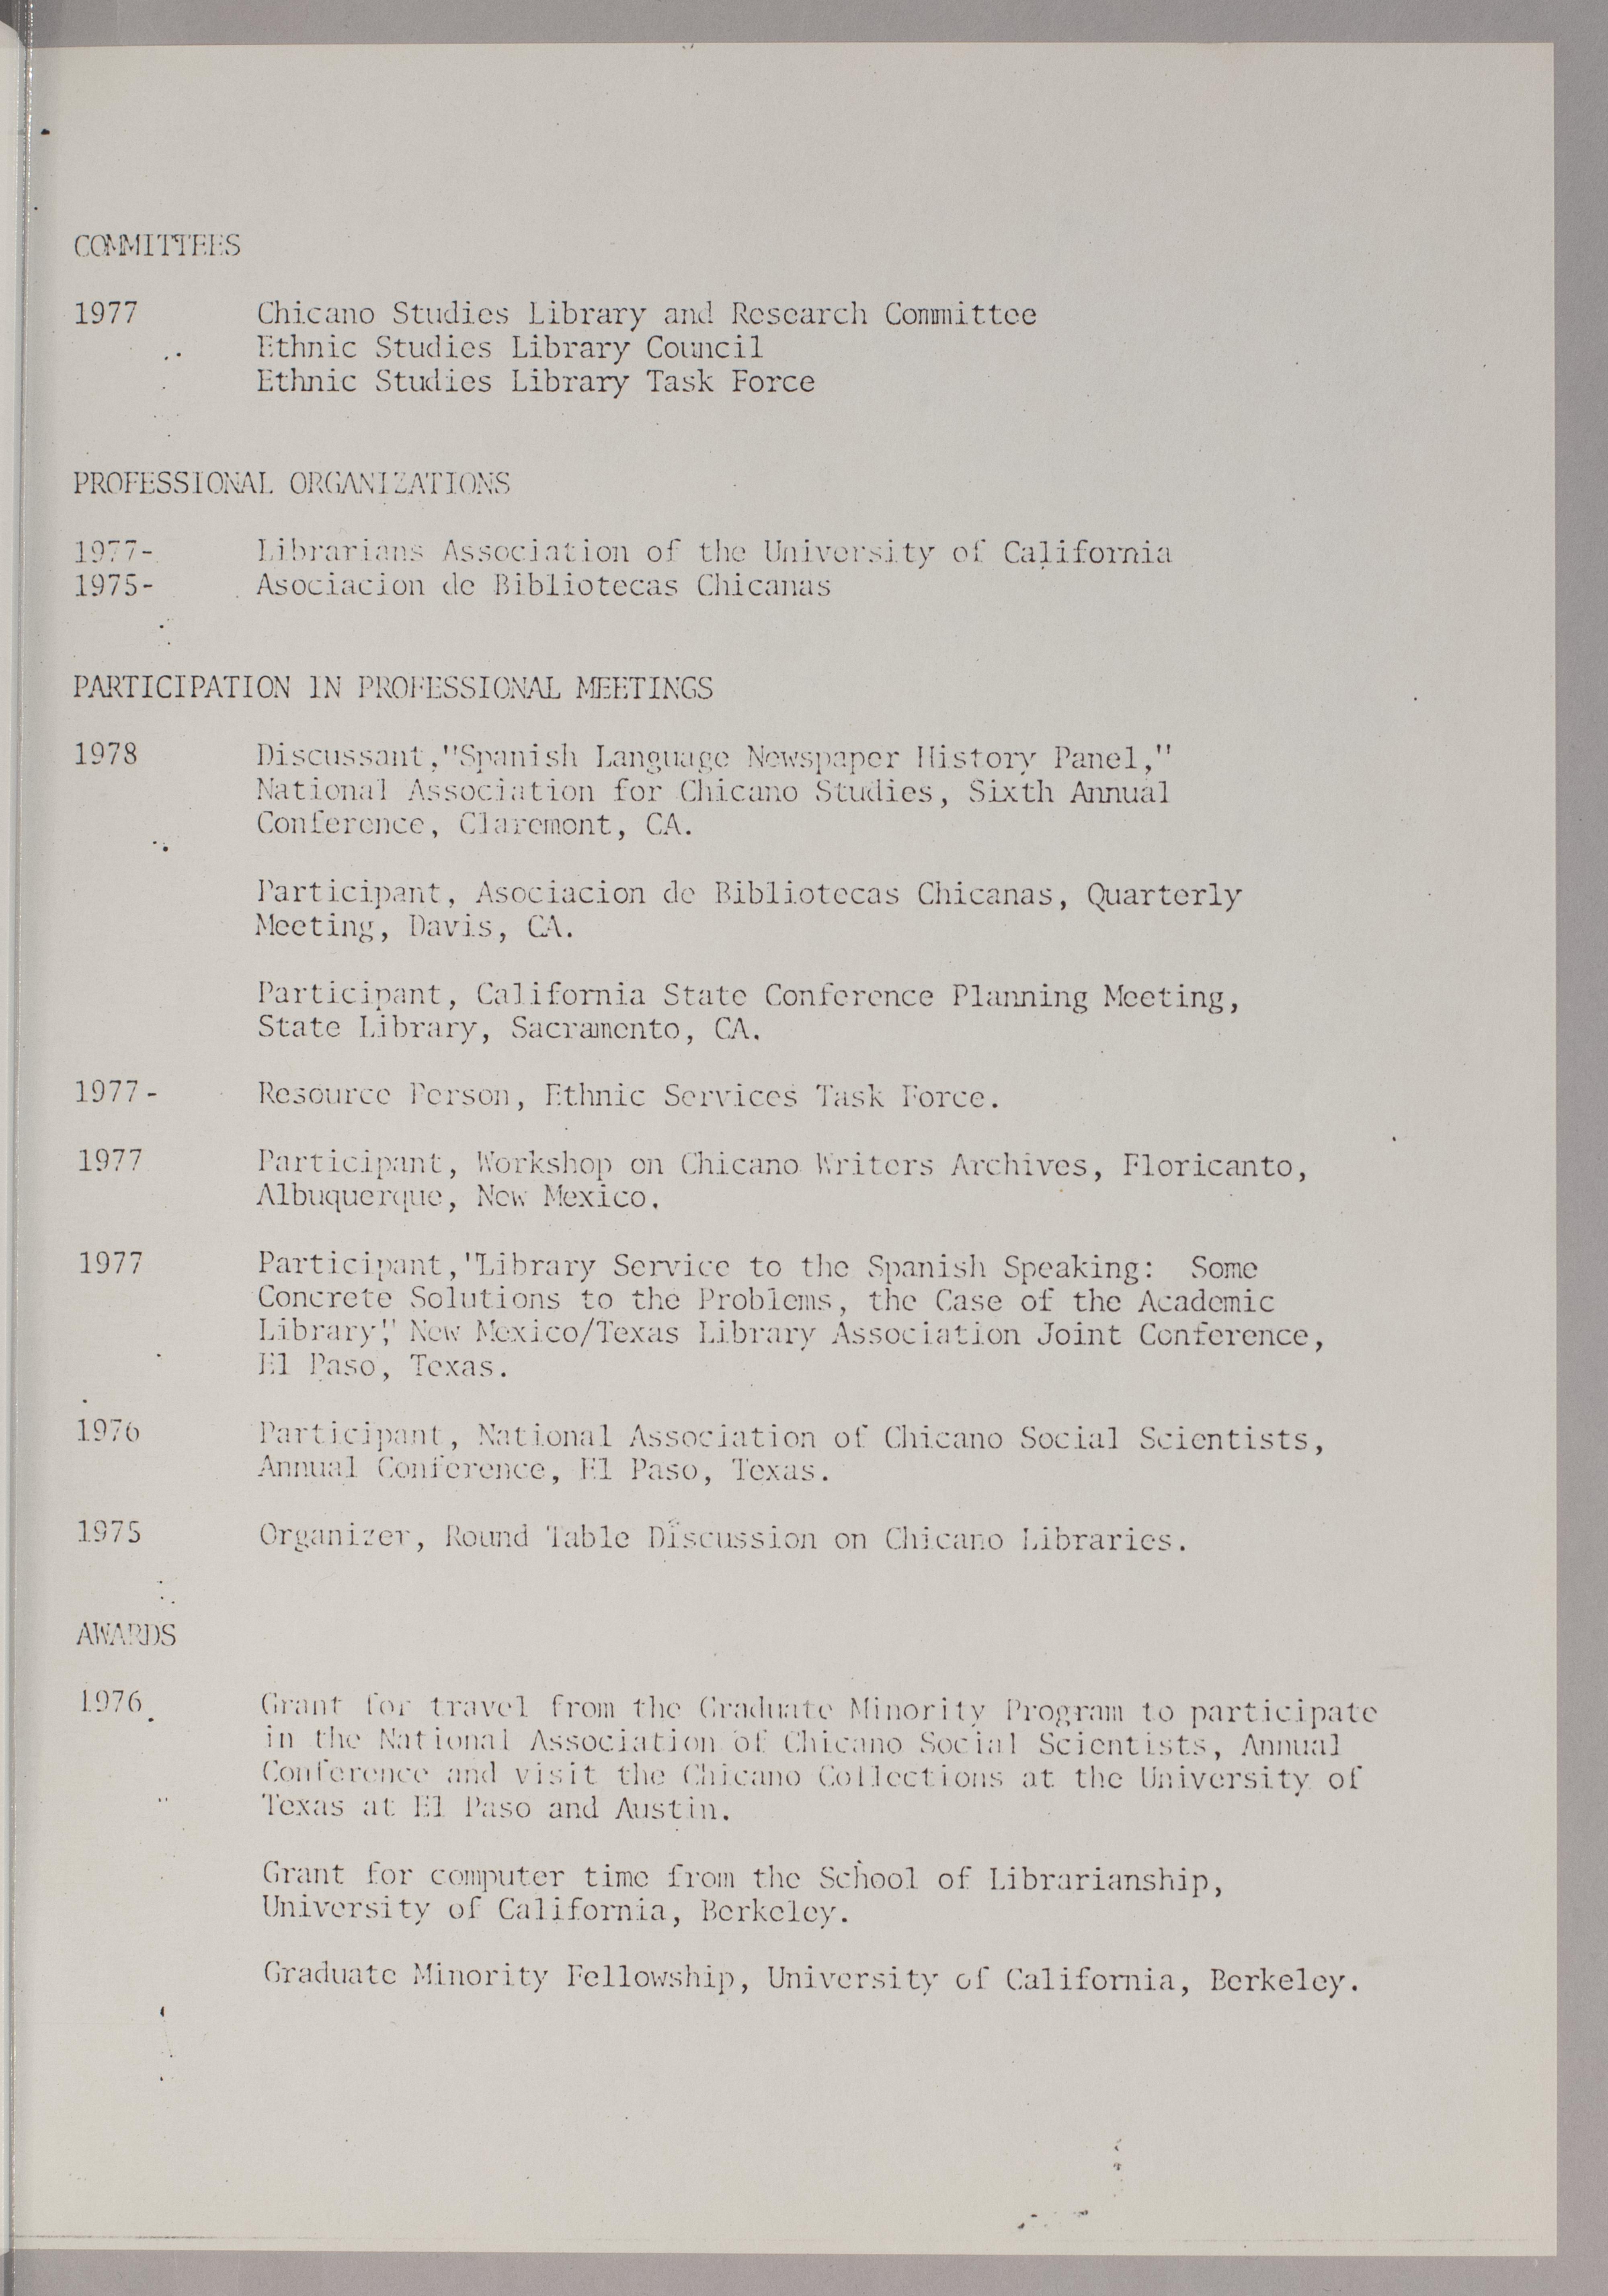 COMMITTEES
1977 Chicano Studies Library and Research Committee
Ethnic Studies Library Council
Ethnic Studies Library Task Force
PROFESSIONAL ORGANIZATIONS
1977- Librarians Association of the University of California
1975- Asociacion de Bibliotecas Chicanas
PARTICIPATION IN PROFESSIONAL MEETINGS
1978 Discussant,"Spanish Language Newspaper History Panel,"
National Association for Chicano Studies, Sixth Annual
Conference, Claremont, CA.
Participant, Asociacion de Bibliotecas Chicanas, Quarterly
Meeting, Davis, CA.
Participant, California State Conference Planning Meeting,
State Library, Sacramento, CA.
1977- Resource Person, Ethnic Services Task Force.
1977 Participant, Workshop on Chicano Writers Archives, Floricanto,
Albuquerque, New Mexico.
1977 Participant,"Library Service to the Spanish Speaking: Some
Concrete Solutions to the Problems, the Case of the Academic
Library," New Mexico/Texas Library Association Joint Conference,
El Paso, Texas.
1976 Participant, National Association of Chicano Social Scientists,
Annual Conference, El Paso, Texas.
1975 Organizer, Round Table Discussion on Chicano Libraries.
AWARDS
1976 Grant for travel from the Graduate Minority Program to participate
in the National Association of Chicano Social Scientists, Annual
Conference and visit the Chicano Collections at the University of
Texas at El Paso and Austin.
Grant for computer time from the School of Librarianship,
University of California, Berkeley.
Graduate Minority Fellowship, University of California, Berkeley.